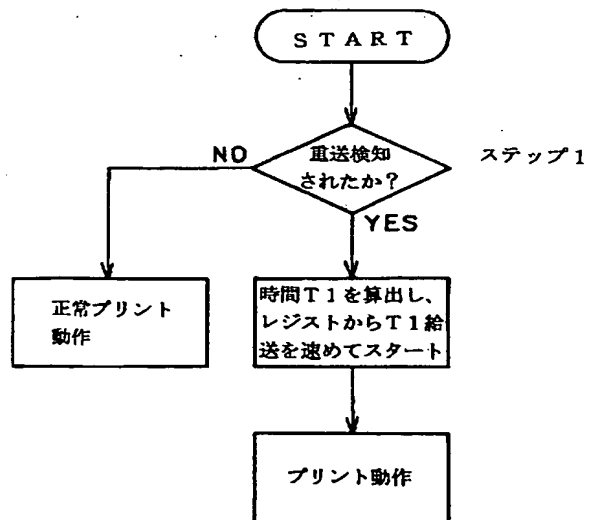 START
重送検知
されたか？
ステップ1
NO
YES
正常プリント
動作
時間T1を算出し、
レジストからT1給
送を速めてスタート
プリント動作